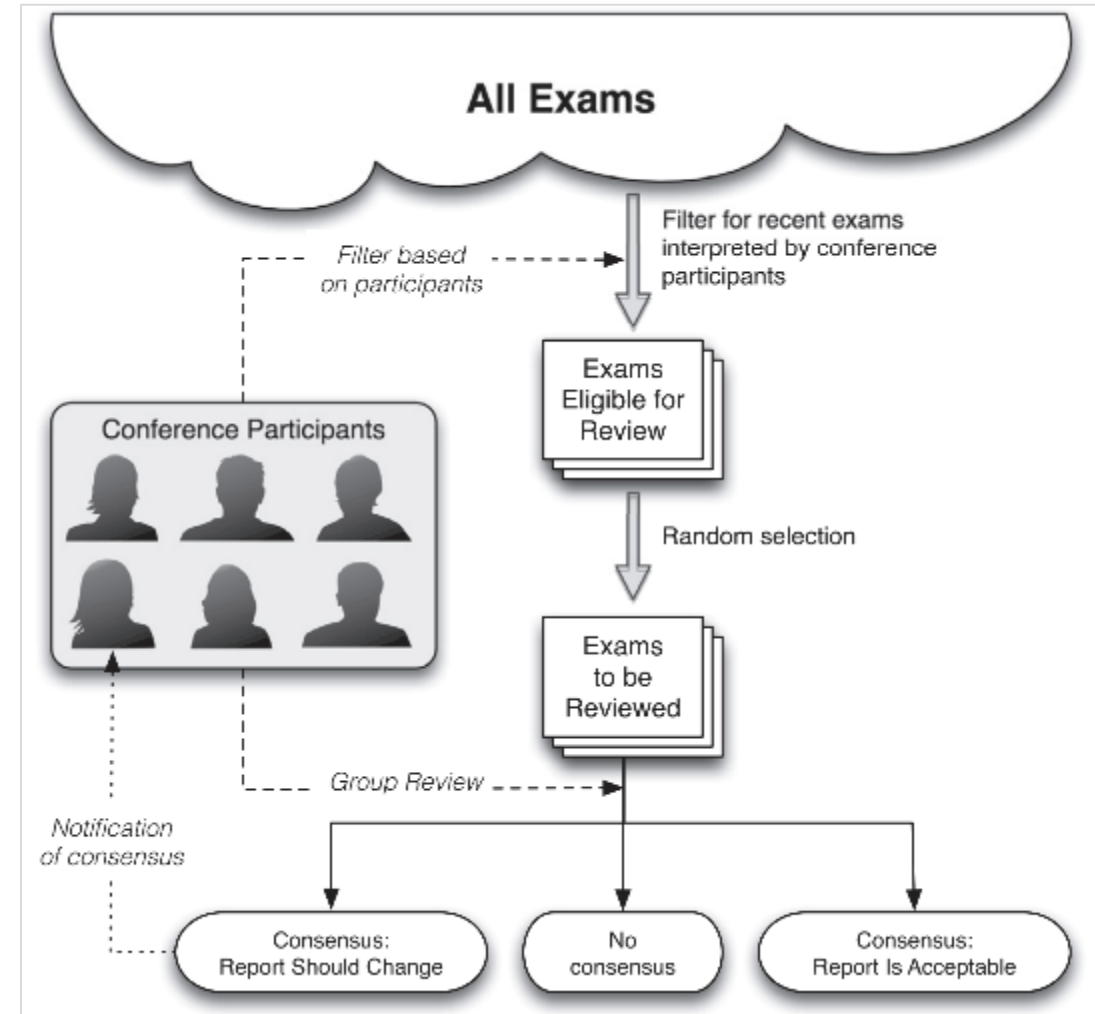 All Exams
Filter for recent exams
interpreted by conference
participants
Filter based
on participants
Exams
Eligible for
Review
Conference Participants
Random selection
Exams
to be
Reviewed
Group Review
Notification
of consensus
Consensus:
Report Should Change
No
consensus
Consensus:
Report Is Acceptable